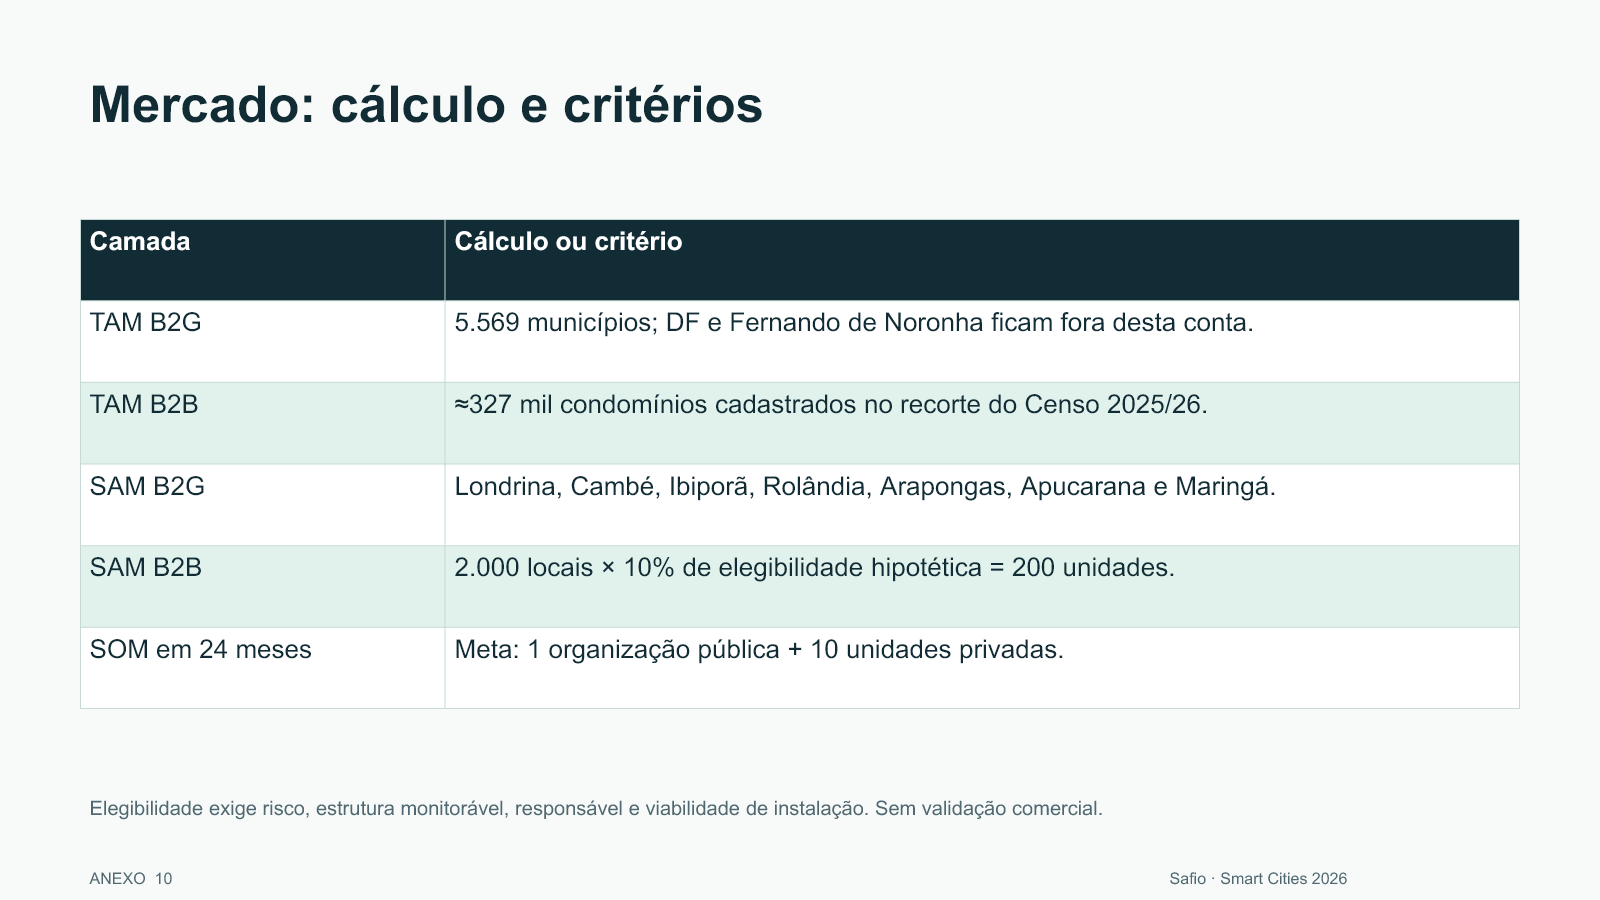 Mercado: cálculo e critérios
Camada
Cálculo ou critério
TAM B2G
5.569 municípios; DF e Fernando de Noronha ficam fora desta conta.
TAM B2B
≈327 mil condomínios cadastrados no recorte do Censo 2025/26.
SAM B2G
Londrina, Cambé, Ibiporã, Rolândia, Arapongas, Apucarana e Maringá.
SAM B2B
2.000 locais × 10% de elegibilidade hipotética = 200 unidades.
SOM em 24 meses
Meta: 1 organização pública + 10 unidades privadas.
Elegibilidade exige risco, estrutura monitorável, responsável e viabilidade de instalação. Sem validação comercial.
ANEXO 10
Safio · Smart Cities 2026